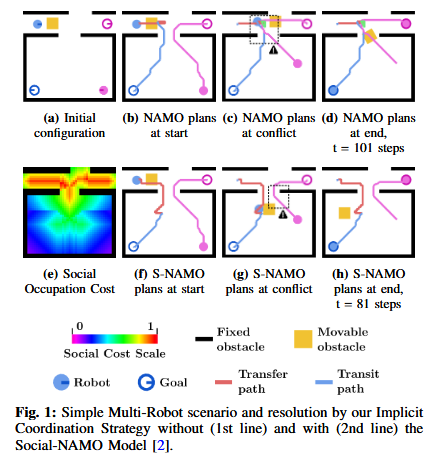 (a) Initial
configuration
(b) NAMO plans
at start
(c) NAMO plans
at conflict
(d) NAMO plans
at end,
t = 101 steps
(e) Social
Occupation Cost
(f) S-NAMO
plans at start
(g) S-NAMO
plans at conflict
(h) S-NAMO
plans at end,
t = 81 steps
0 1
Social Cost Scale
Fixed
obstacle
Movable
obstacle
Robot
Goal
Transfer
path
Transit
path
Fig. 1: Simple Multi-Robot scenario and resolution by our Implicit
Coordination Strategy without (1st line) and with (2nd line) the
Social-NAMO Model [2].